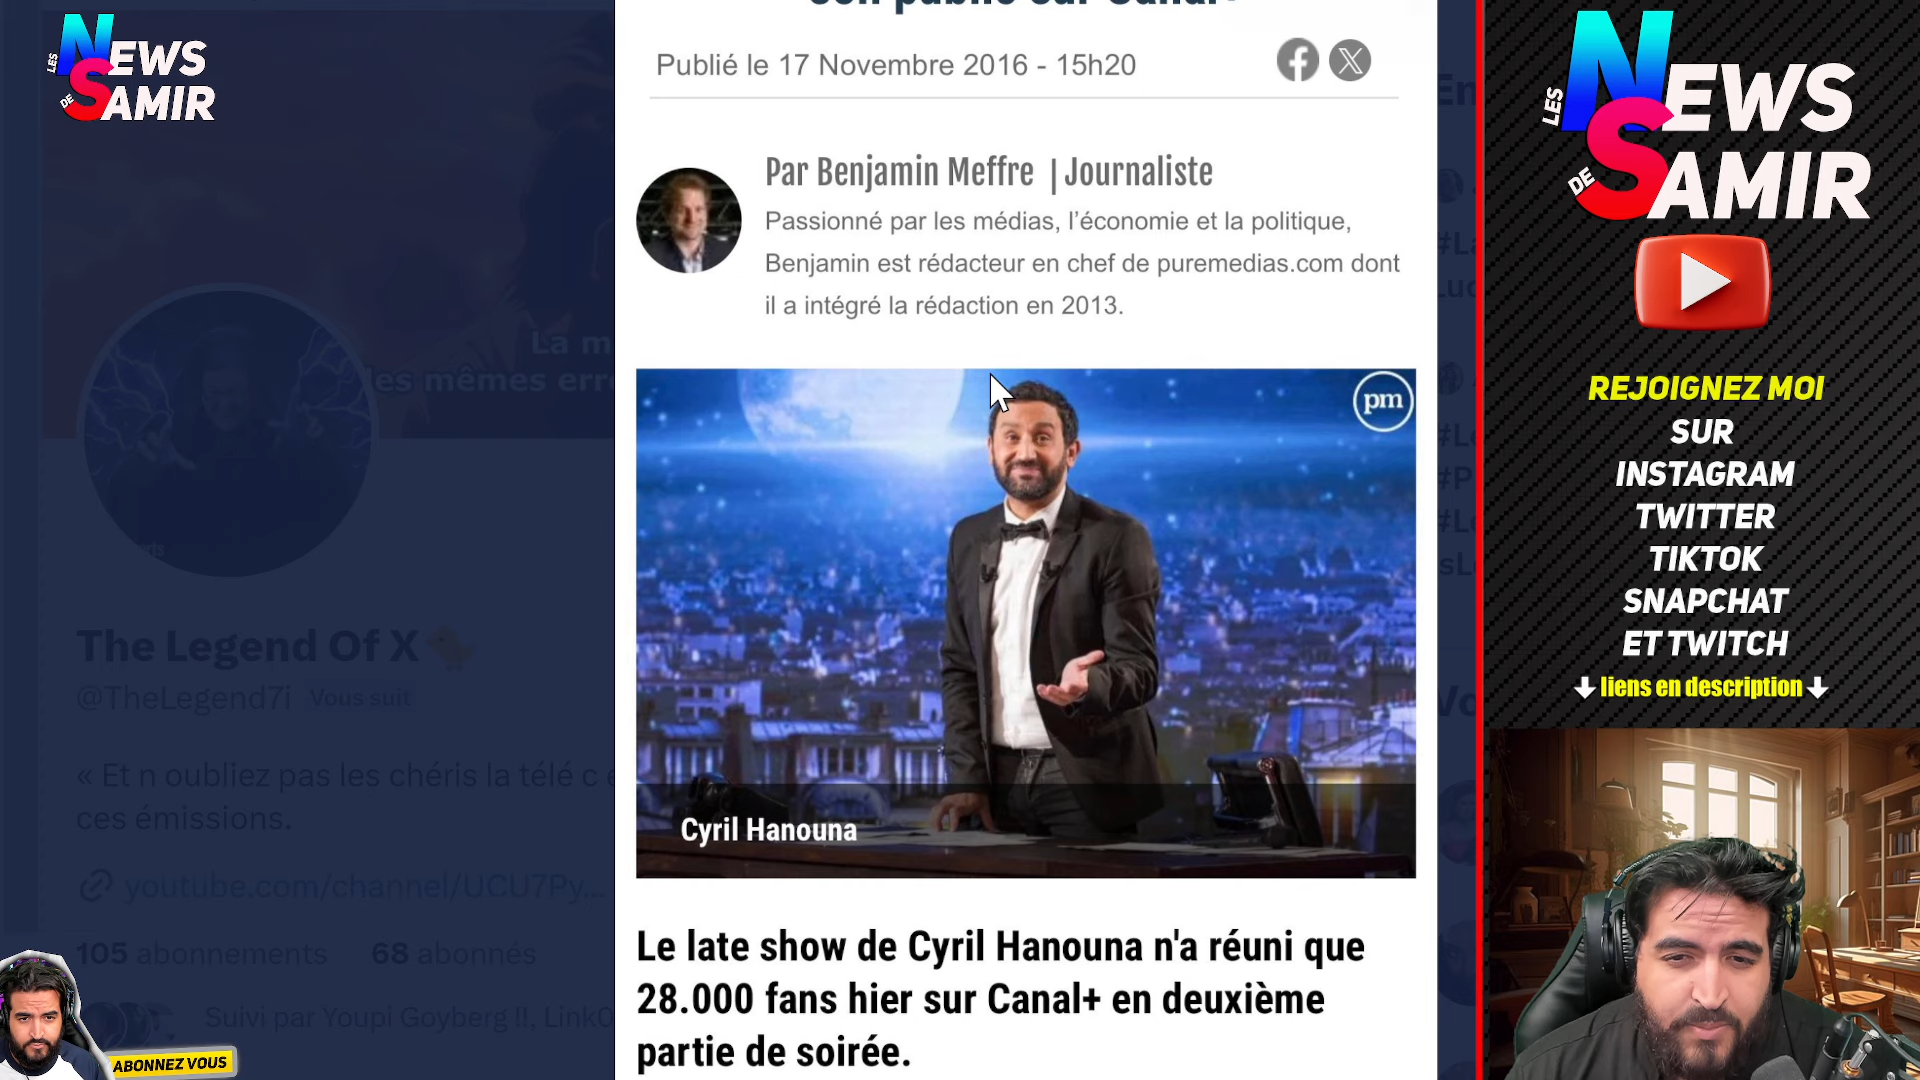 LES NEWS
DE SAMIR
Publié le 17 Novembre 2016 - 15h20
Par Benjamin Meffre | Journaliste
Passionné par les médias, l'économie et la politique,
Benjamin est rédacteur en chef de puremedias.com dont
il a intégré la rédaction en 2013.
pm
Cyril Hanouna
Le late show de Cyril Hanouna n'a réuni que
28.000 fans hier sur Canal+ en deuxième
partie de soirée.
La m
les mêmes erre
The Legend Of X
@TheLegend7i Vous suit
« Et n oubliez pas les chéris la télé c e
ces émissions.
youtube.com/channel/UCU7Py...
105 abonnements 68 abonnés
Suivi par Youpi Goyberg !!, Link
ABONNEZ VOUS
LES NEWS
DE SAMIR
REJOIGNEZ MOI
SUR
INSTAGRAM
TWITTER
TIKTOK
SNAPCHAT
ET TWITCH
liens en description